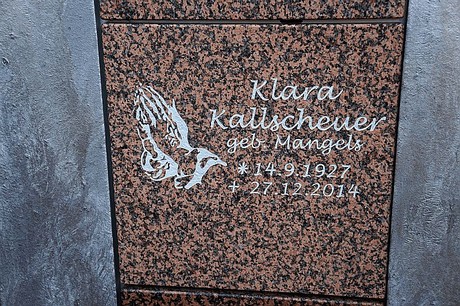 Klara
Kallscheuer
geb. Mangels
* 14.9.1927
+ 27.12.2014